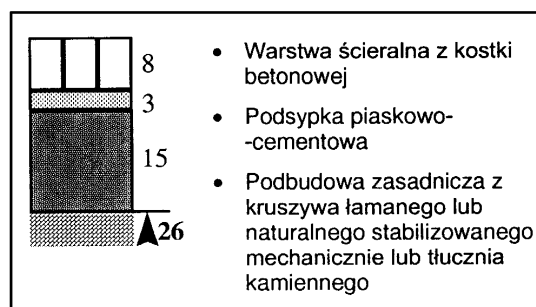 8
3
15
26
• Warstwa ścieralna z kostki
betonowej
• Podsypka piaskowo-
-cementowa
• Podbudowa zasadnicza z
kruszywa łamanego lub
naturalnego stabilizowanego
mechanicznie lub tłucznia
kamiennego